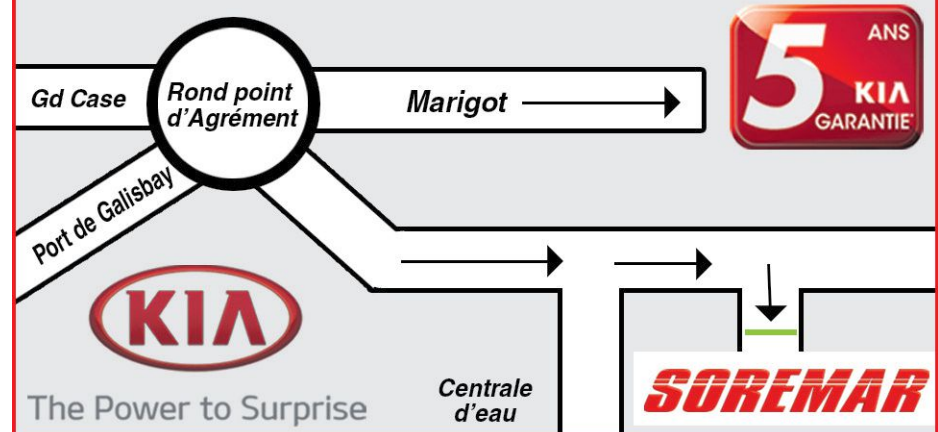 Gd Case
Rond point
d'Agrément
Marigot
5
ANS
KIA
GARANTIE
Port de Galisbay
KIA
The Power to Surprise
Centrale
d'eau
SOREMAR